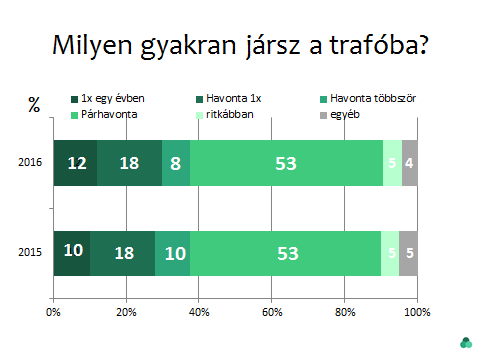 Milyen gyakran jársz a trafóba?
%
1x egy évben Havonta 1x Havonta többször
Párhavonta ritkábban egyéb
2016 12 18 8 53 5 4
2015 10 18 10 53 5 5
0% 20% 40% 60% 80% 100%